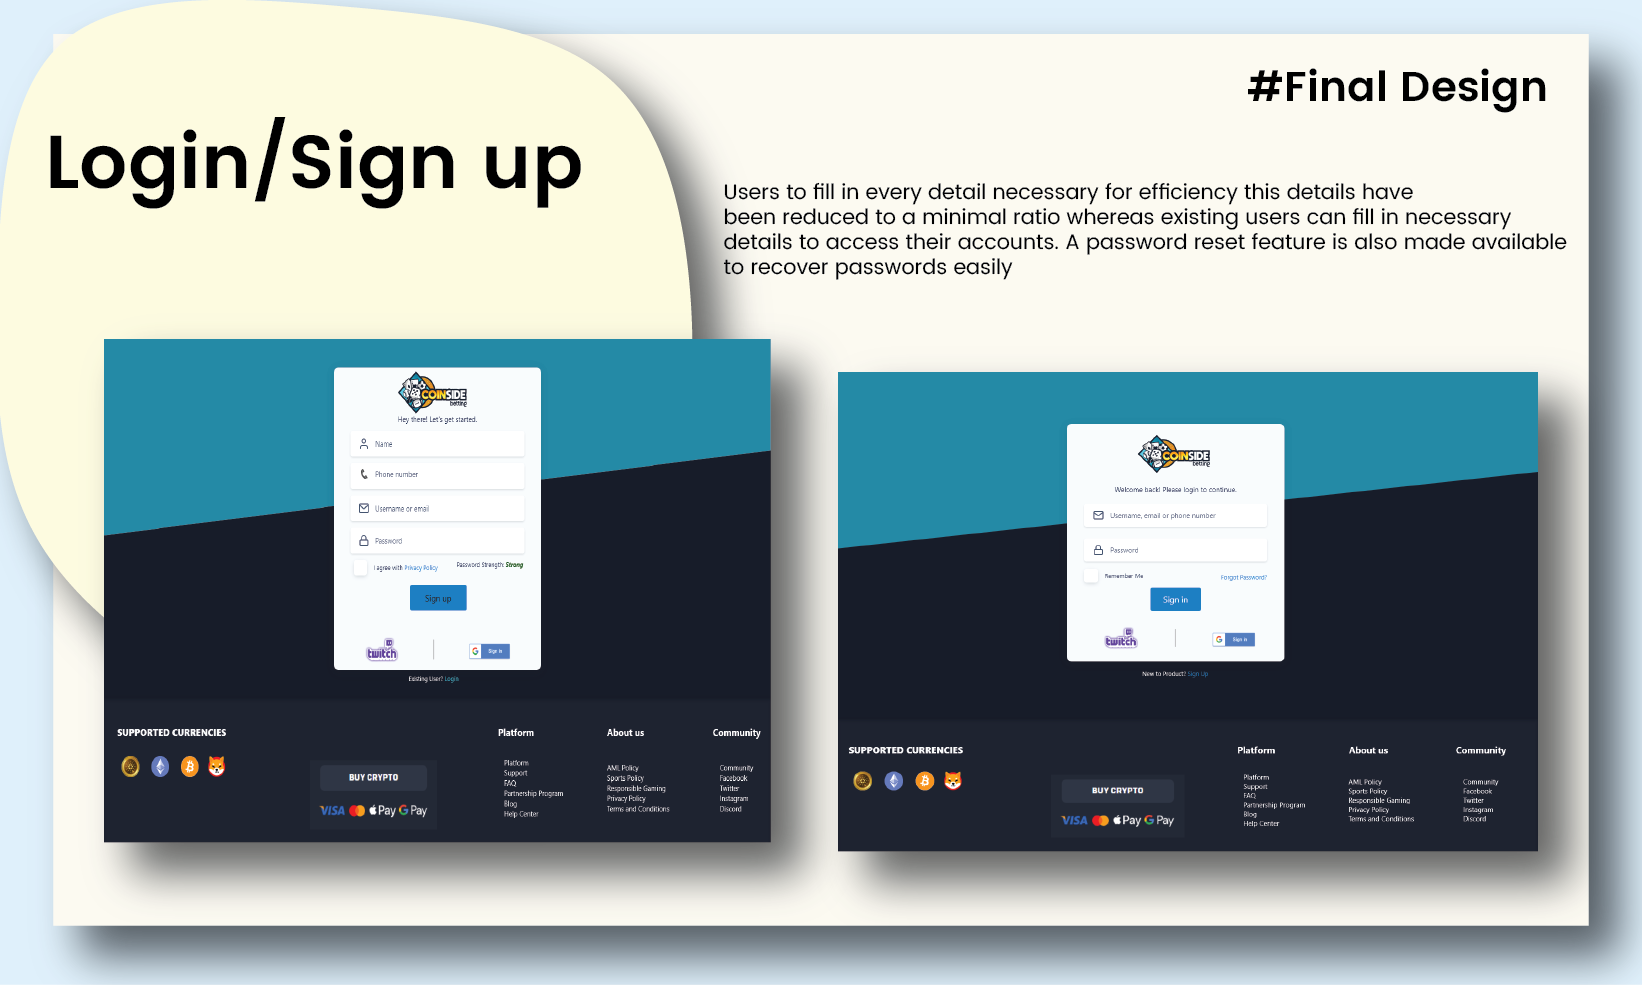 #Final Design
Login/Sign up
Users to fill in every detail necessary for efficiency this details have
been reduced to a minimal ratio whereas existing users can fill in necessary
details to access their accounts. A password reset feature is also made available
to recover passwords easily
COINSIDE
betting
Hey there! Let's get started.
Name
Phone number
Username or email
Password
I agree with Privacy Policy
Password Strength: Strong
Sign up
twitch
G Sign in
Existing User? Login
SUPPORTED CURRENCIES
BUY CRYPTO
VISA Pay G Pay
Platform
Platform
Support
FAQ
Partnership Program
Blog
Help Center
About us
AML Policy
Sports Policy
Responsible Gaming
Privacy Policy
Terms and Conditions
Community
Community
Facebook
Twitter
Instagram
Discord
COINSIDE
betting
Welcome back! Please login to continue.
Username, email or phone number
Password
Remember Me
Forgot Password?
Sign in
twitch
G Sign in
New to Product? Sign Up
SUPPORTED CURRENCIES
BUY CRYPTO
VISA Pay G Pay
Platform
Platform
Support
FAQ
Partnership Program
Blog
Help Center
About us
AML Policy
Sports Policy
Responsible Gaming
Privacy Policy
Terms and Conditions
Community
Community
Facebook
Twitter
Instagram
Discord